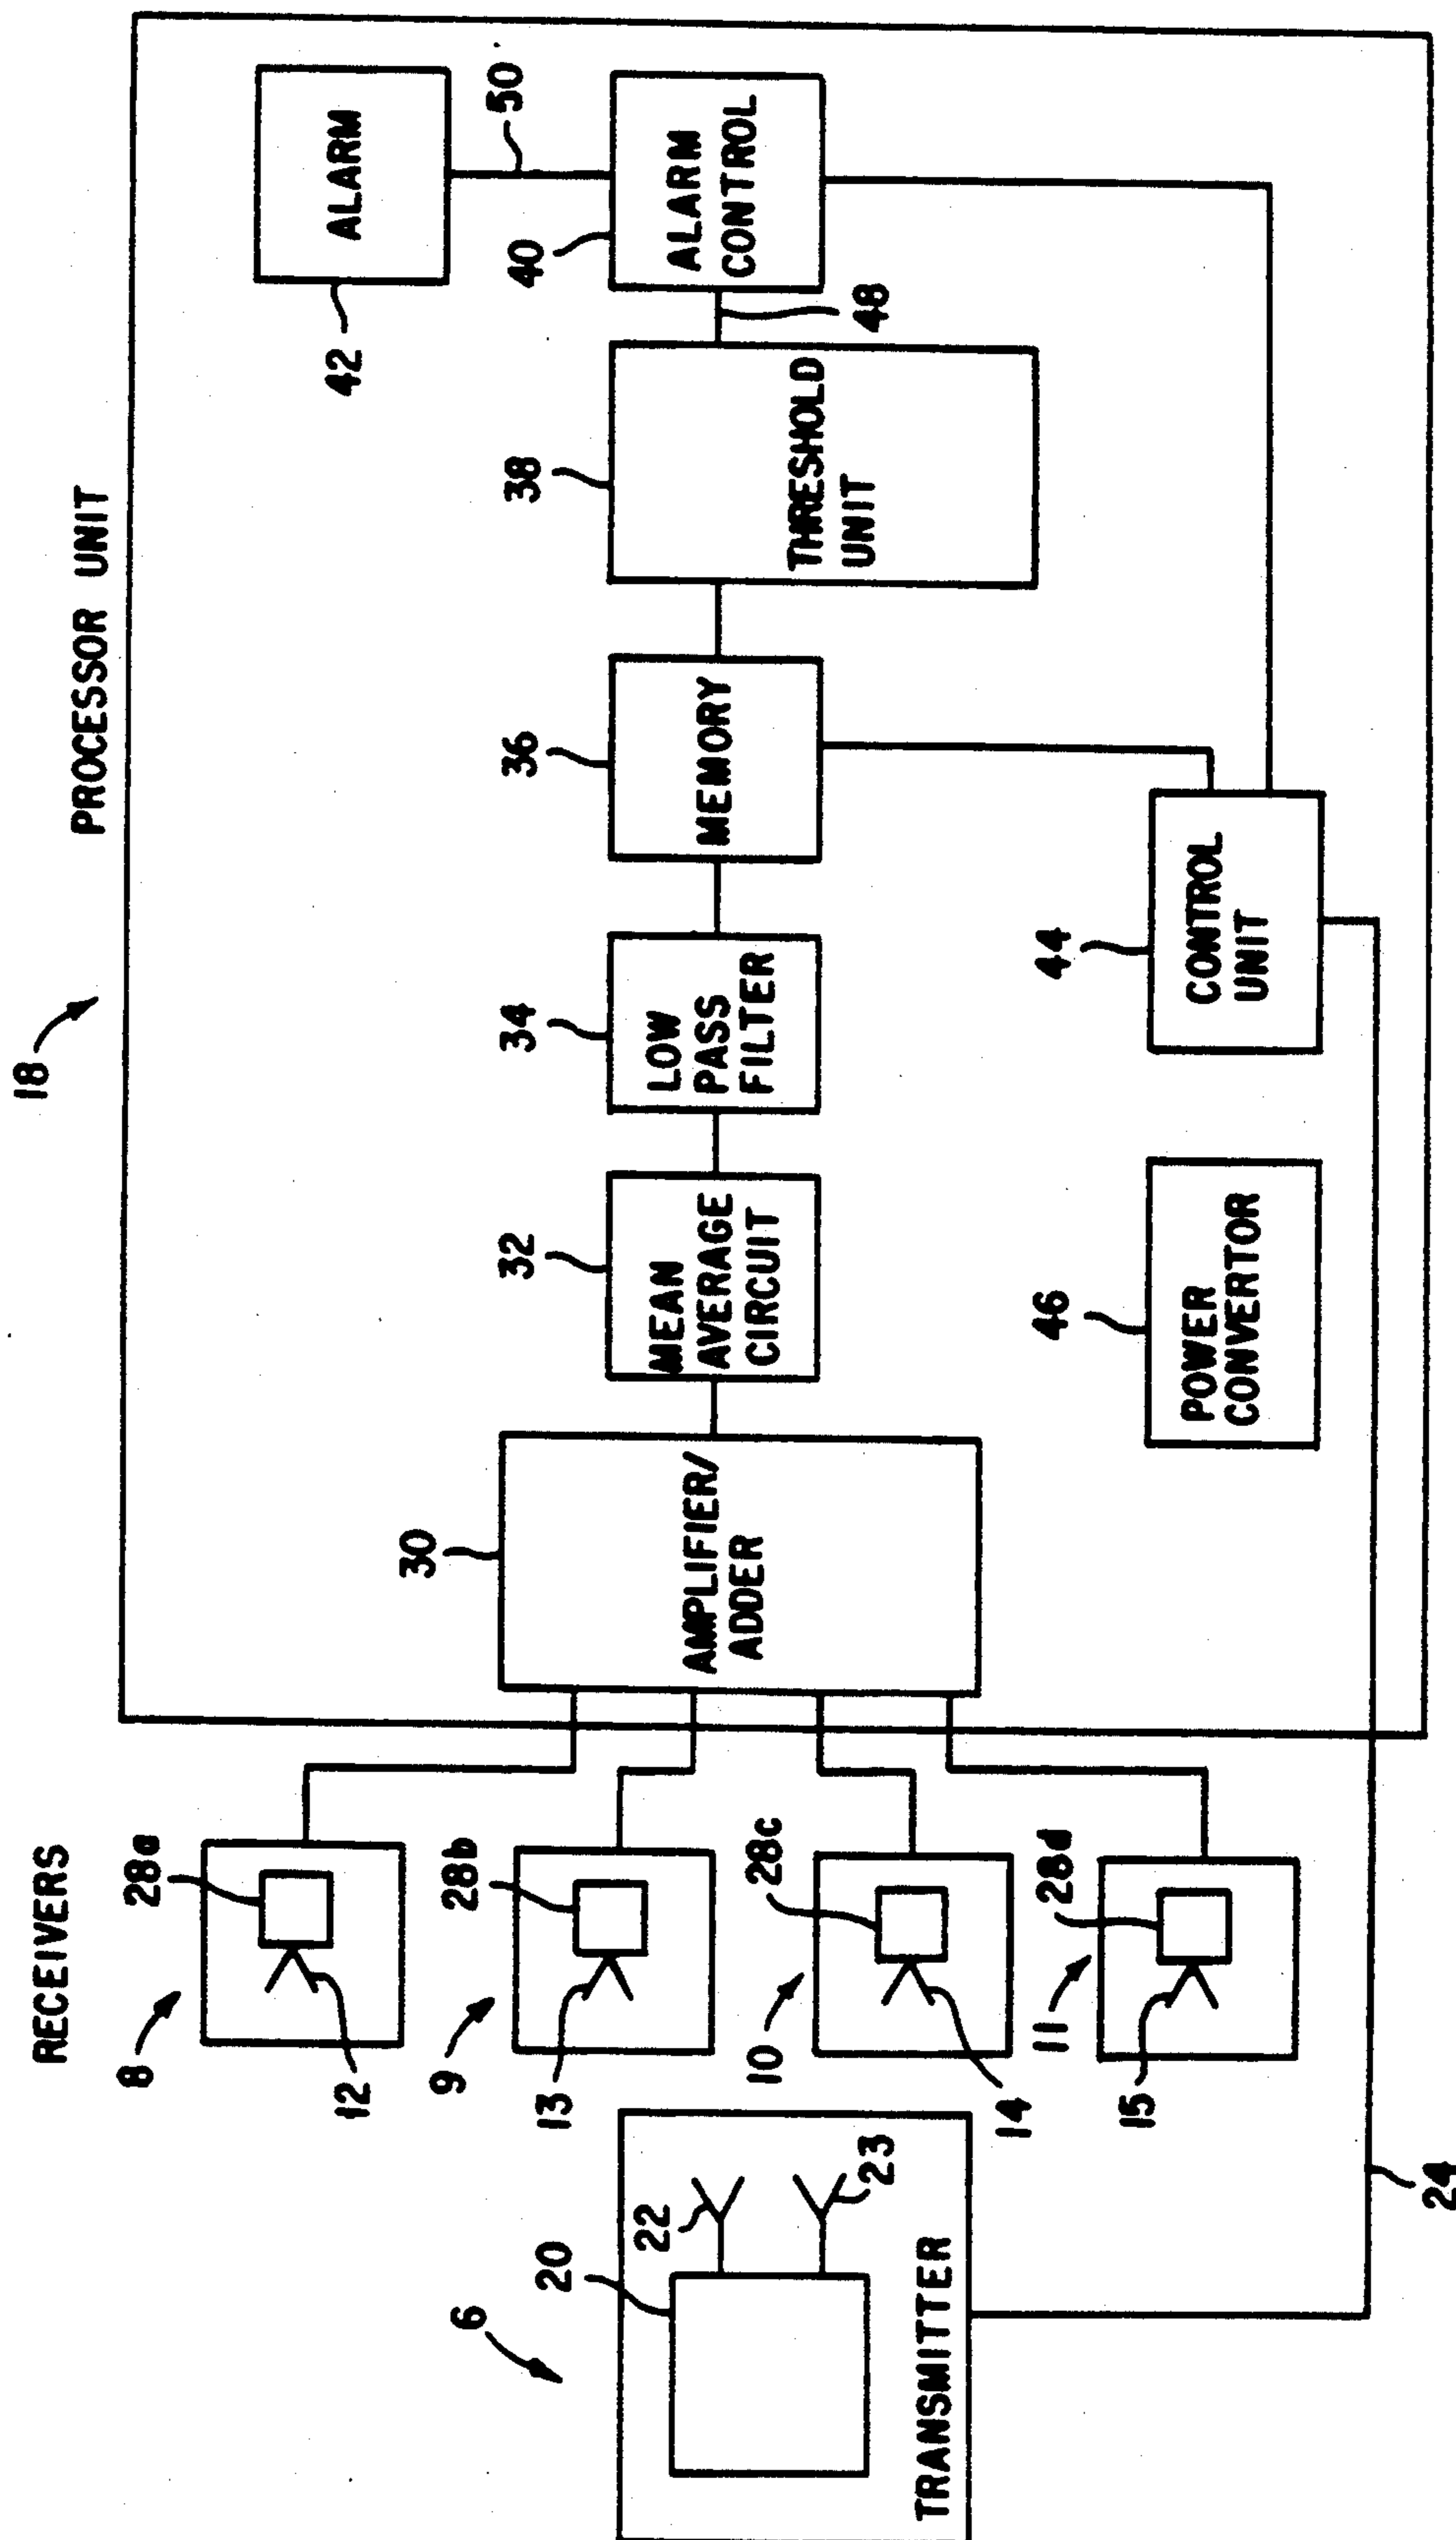 18
PROCESSOR UNIT
RECEIVERS
8
28a
12
9
28b
13
10
28c
14
11
28d
15
6
20
22
23
TRANSMITTER
24
30
AMPLIFIER/
ADDER
32
MEAN
AVERAGE
CIRCUIT
34
LOW
PASS
FILTER
36
MEMORY
38
THRESHOLD
UNIT
48
40
ALARM
CONTROL
50
42
ALARM
44
CONTROL
UNIT
46
POWER
CONVERTOR